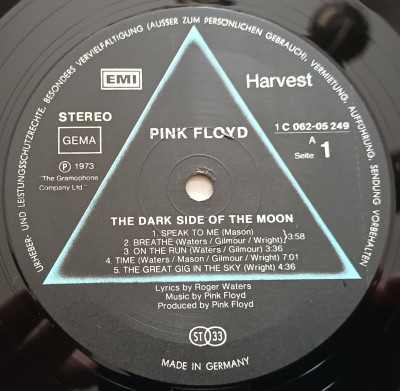 URHEBER- UND LEISTUNGSSCHUTZRECHTE. BESONDERS VERVIELFÄLTIGUNG (AUSSER ZUM PERSÖNLICHEN GEBRAUCH), VERMIETUNG, AUFFÜHRUNG, SENDUNG VORBEHALTEN
EMI
Harvest
STEREO
GEMA
PINK FLOYD
1 C 062-05 249
A
Seite 1
Ⓟ 1973
"The Gramophone
Company Ltd."
THE DARK SIDE OF THE MOON
1. SPEAK TO ME (Mason)
2. BREATHE (Waters / Gilmour / Wright) }3:58
3. ON THE RUN (Waters / Gilmour) 3:36
4. TIME (Waters / Mason / Gilmour / Wright) 7:01
5. THE GREAT GIG IN THE SKY (Wright) 4:36
Lyrics by Roger Waters
Music by Pink Floyd
Produced by Pink Floyd
ST 33
MADE IN GERMANY